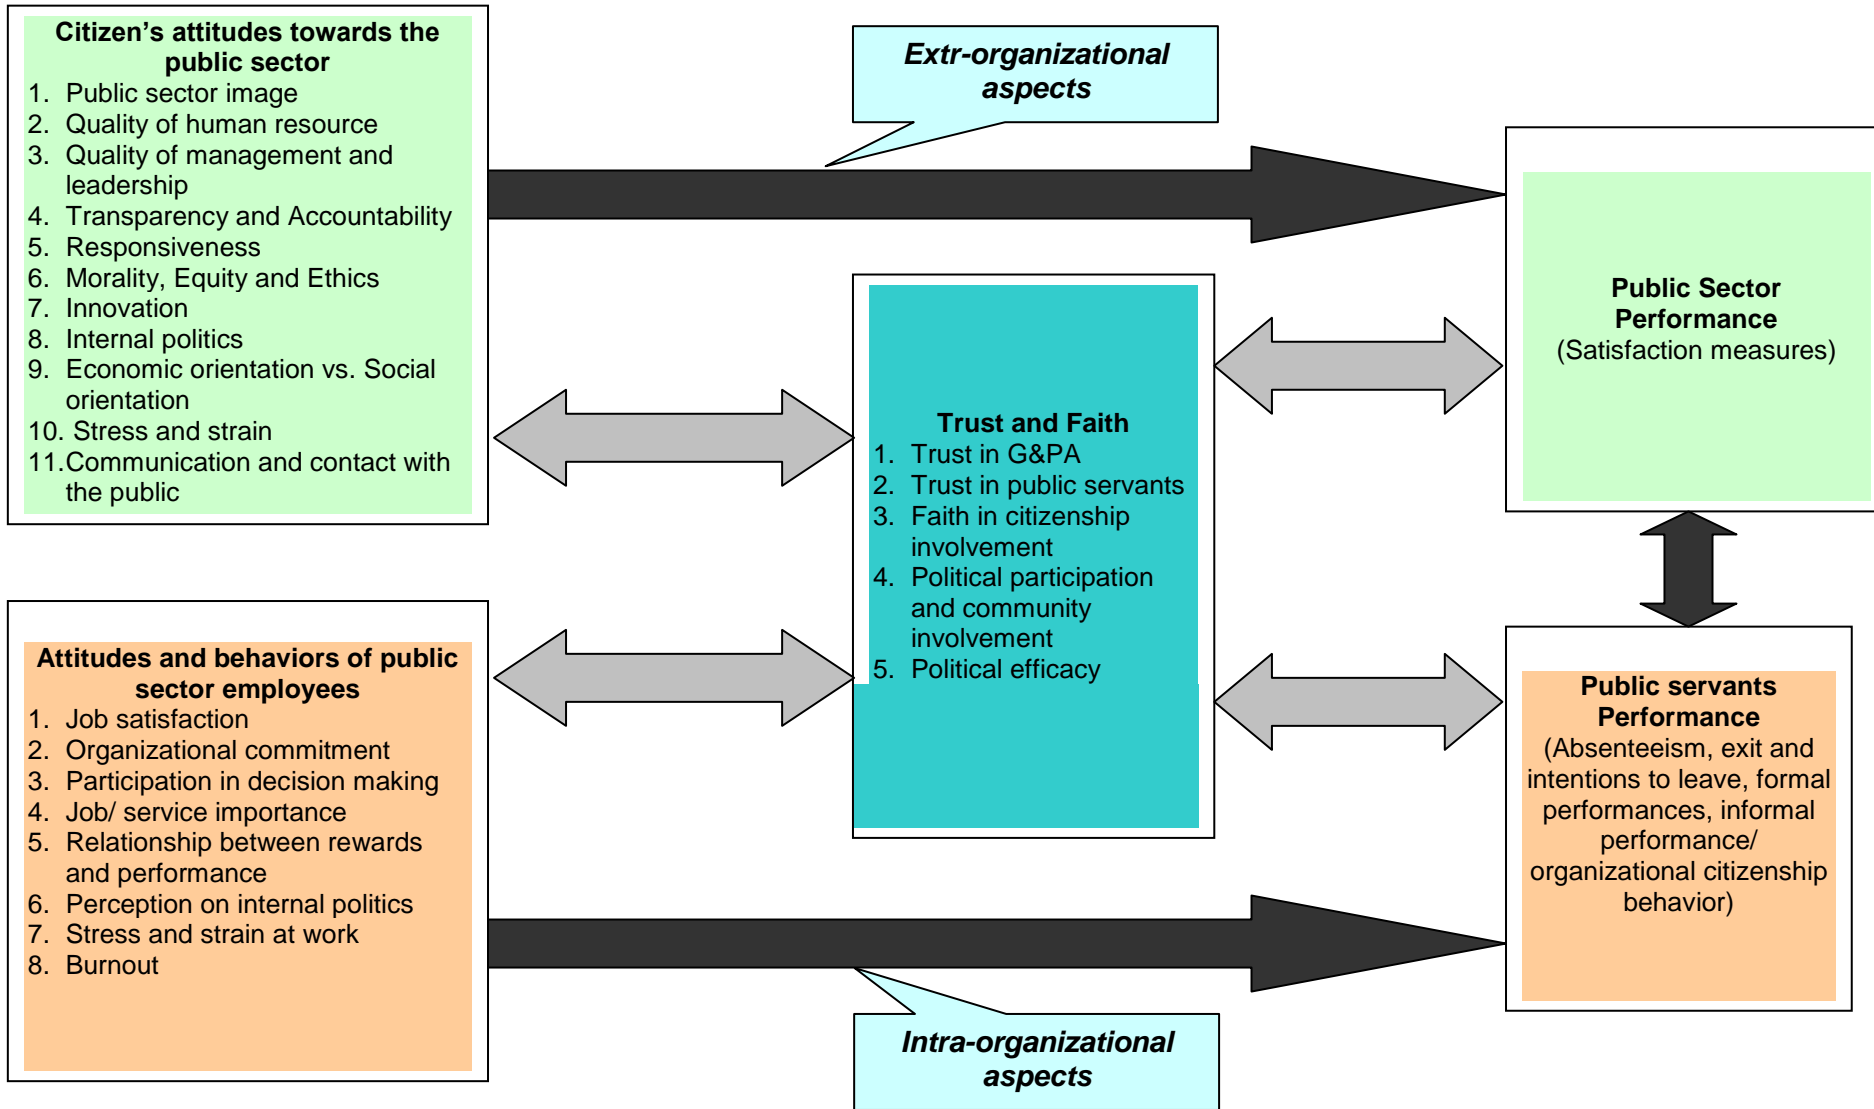 Citizen's attitudes towards the
public sector
1. Public sector image
2. Quality of human resource
3. Quality of management and
leadership
4. Transparency and Accountability
5. Responsiveness
6. Morality, Equity and Ethics
7. Innovation
8. Internal politics
9. Economic orientation vs. Social
orientation
10. Stress and strain
11.Communication and contact with
the public
Extr-organizational
aspects
Public Sector
Performance
(Satisfaction measures)
Trust and Faith
1. Trust in G&PA
2. Trust in public servants
3. Faith in citizenship
involvement
4. Political participation
and community
involvement
5. Political efficacy
Attitudes and behaviors of public
sector employees
1. Job satisfaction
2. Organizational commitment
3. Participation in decision making
4. Job/ service importance
5. Relationship between rewards
and performance
6. Perception on internal politics
7. Stress and strain at work
8. Burnout
Public servants
Performance
(Absenteeism, exit and
intentions to leave, formal
performances, informal
performance/
organizational citizenship
behavior)
Intra-organizational
aspects